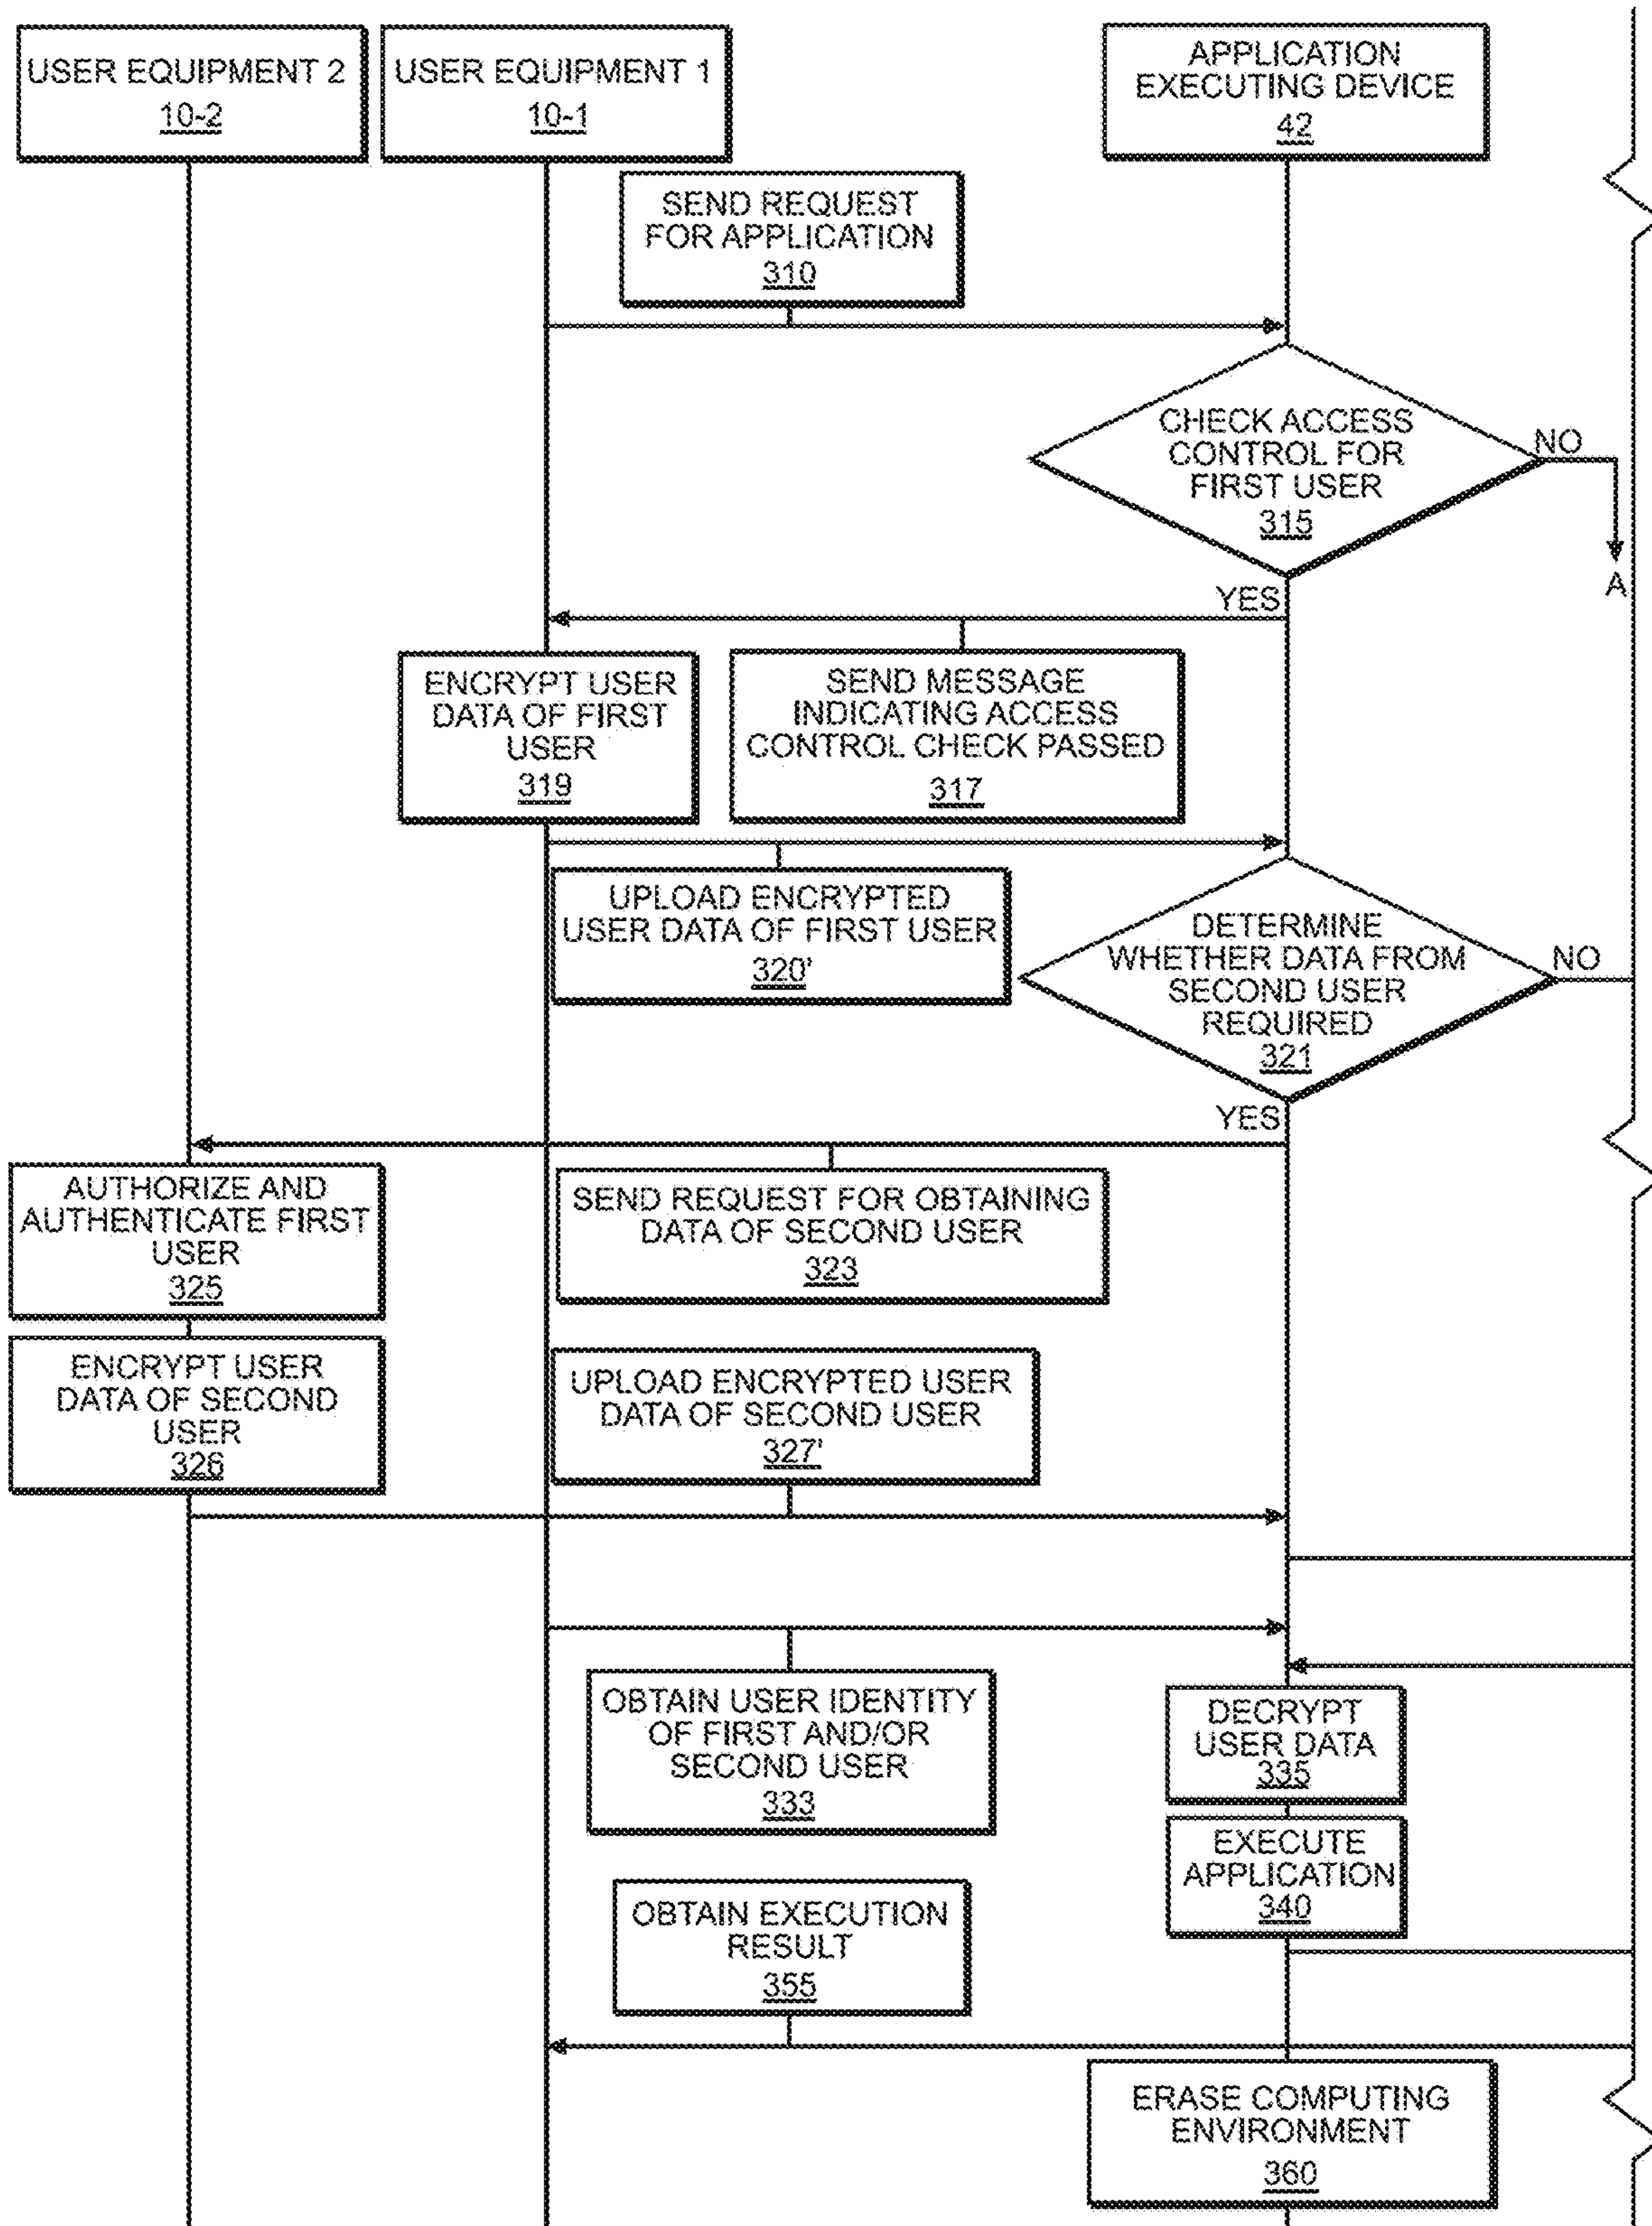 USER EQUIPMENT 2
10-2
USER EQUIPMENT 1
10-1
APPLICATION
EXECUTING DEVICE
42
SEND REQUEST
FOR APPLICATION
310
CHECK ACCESS
CONTROL FOR
FIRST USER
315
NO
A
YES
ENCRYPT USER
DATA OF FIRST
USER
319
SEND MESSAGE
INDICATING ACCESS
CONTROL CHECK PASSED
317
UPLOAD ENCRYPTED
USER DATA OF FIRST USER
320'
DETERMINE
WHETHER DATA FROM
SECOND USER
REQUIRED
321
NO
YES
AUTHORIZE AND
AUTHENTICATE FIRST
USER
325
SEND REQUEST FOR OBTAINING
DATA OF SECOND USER
323
ENCRYPT USER
DATA OF SECOND
USER
326
UPLOAD ENCRYPTED USER
DATA OF SECOND USER
327'
OBTAIN USER IDENTITY
OF FIRST AND/OR
SECOND USER
333
DECRYPT
USER DATA
335
EXECUTE
APPLICATION
340
OBTAIN EXECUTION
RESULT
355
ERASE COMPUTING
ENVIRONMENT
360